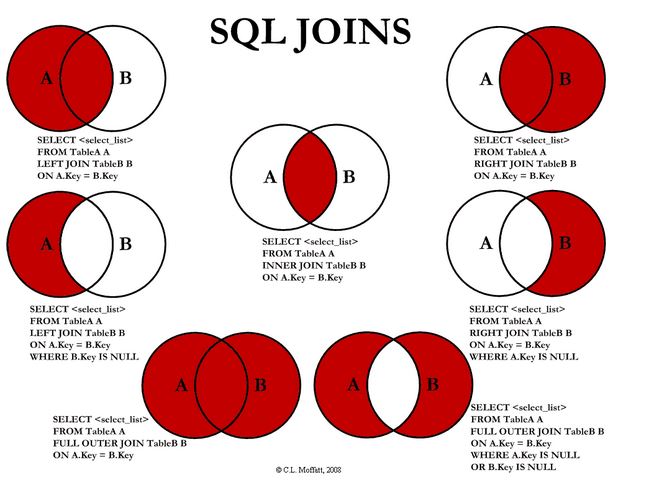 SQL JOINS
A B
SELECT <select_list>
FROM TableA A
LEFT JOIN TableB B
ON A.Key = B.Key
A B
SELECT <select_list>
FROM TableA A
RIGHT JOIN TableB B
ON A.Key = B.Key
A B
SELECT <select_list>
FROM TableA A
INNER JOIN TableB B
ON A.Key = B.Key
A B
SELECT <select_list>
FROM TableA A
LEFT JOIN TableB B
ON A.Key = B.Key
WHERE B.Key IS NULL
A B
SELECT <select_list>
FROM TableA A
RIGHT JOIN TableB B
ON A.Key = B.Key
WHERE A.Key IS NULL
A B
SELECT <select_list>
FROM TableA A
FULL OUTER JOIN TableB B
ON A.Key = B.Key
A B
SELECT <select_list>
FROM TableA A
FULL OUTER JOIN TableB B
ON A.Key = B.Key
WHERE A.Key IS NULL
OR B.Key IS NULL
© C.L. Moffatt, 2008